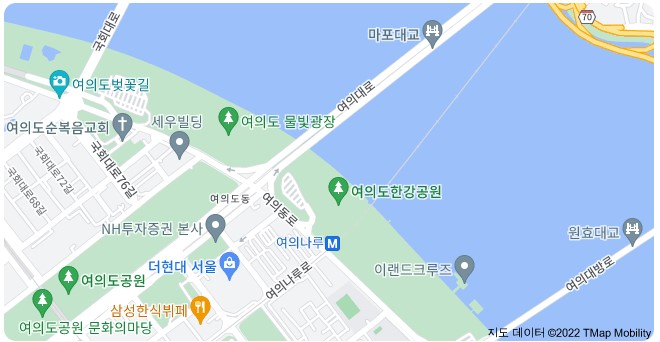 국회대로
70
마포대교
여의도벚꽃길
여의대로
여의도순복음교회
세우빌딩
여의도 물빛광장
국회대로76길
국회대로72길
국회대로68길
여의도동
여의도한강공원
여의동로
NH투자증권 본사
여의나루
원효대교
더현대 서울
여의도공원
여의나루로
이랜드크루즈
여의대방로
삼성한식뷔페
여의도공원 문화의마당
지도 데이터 ©2022 TMap Mobility